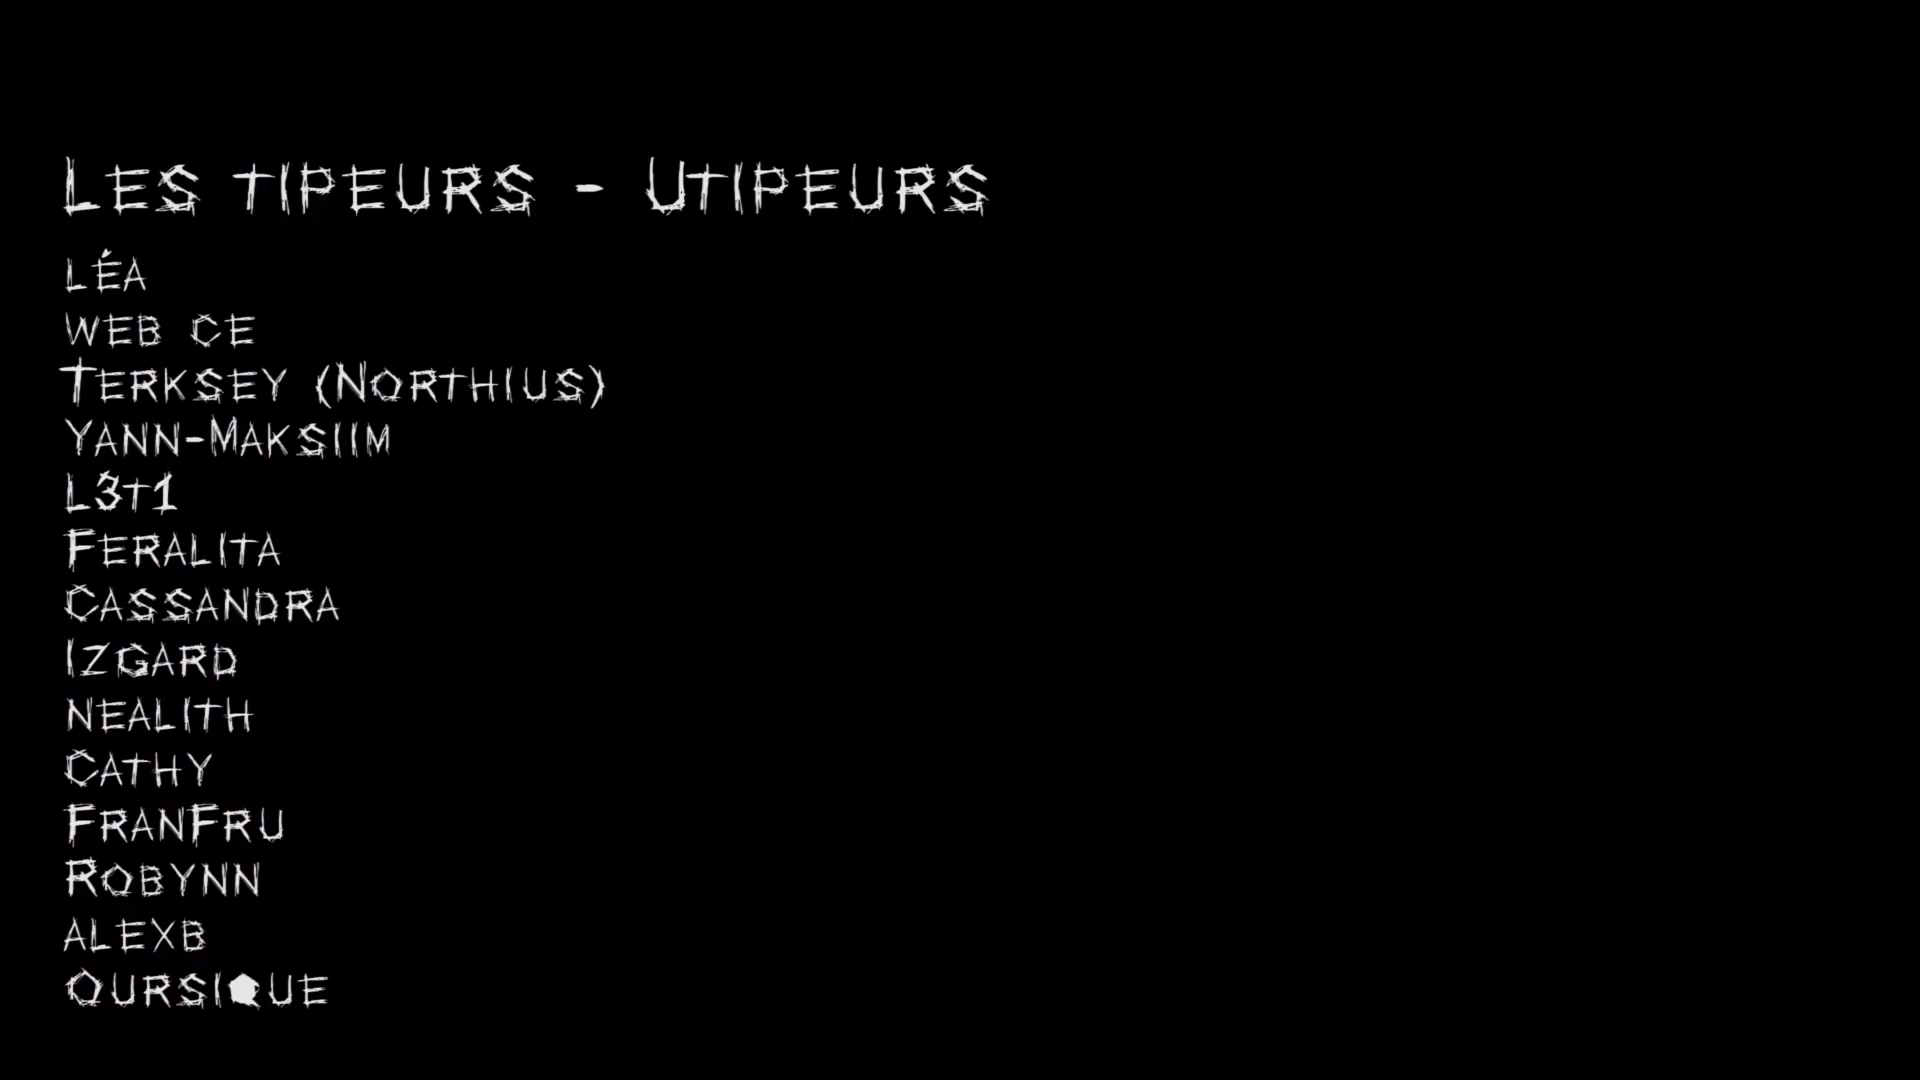 Les tipeurs - Utipeurs
léa
web ce
Terksey (Northius)
Yann-Maksiim
L3t1
Feralita
Cassandra
Izgard
nealith
Cathy
FranFru
Robynn
alexb
Oursique